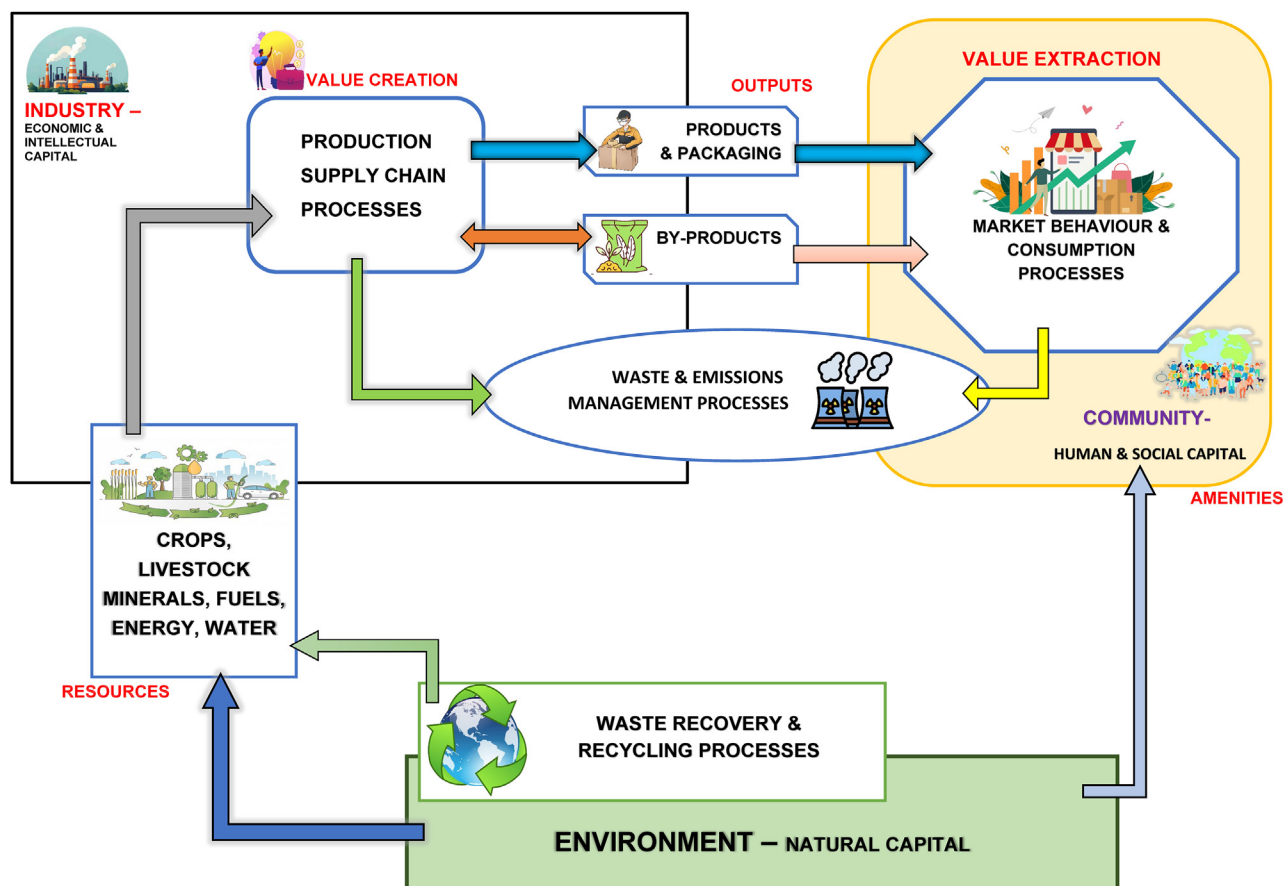 INDUSTRY –
ECONOMIC &
INTELLECTUAL
CAPITAL
VALUE CREATION
PRODUCTION
SUPPLY CHAIN
PROCESSES
OUTPUTS
PRODUCTS
& PACKAGING
BY-PRODUCTS
VALUE EXTRACTION
MARKET BEHAVIOUR &
CONSUMPTION
PROCESSES
WASTE & EMISSIONS
MANAGEMENT PROCESSES
COMMUNITY-
HUMAN & SOCIAL CAPITAL
AMENITIES
CROPS,
LIVESTOCK
MINERALS, FUELS,
ENERGY, WATER
RESOURCES
WASTE RECOVERY &
RECYCLING PROCESSES
ENVIRONMENT – NATURAL CAPITAL